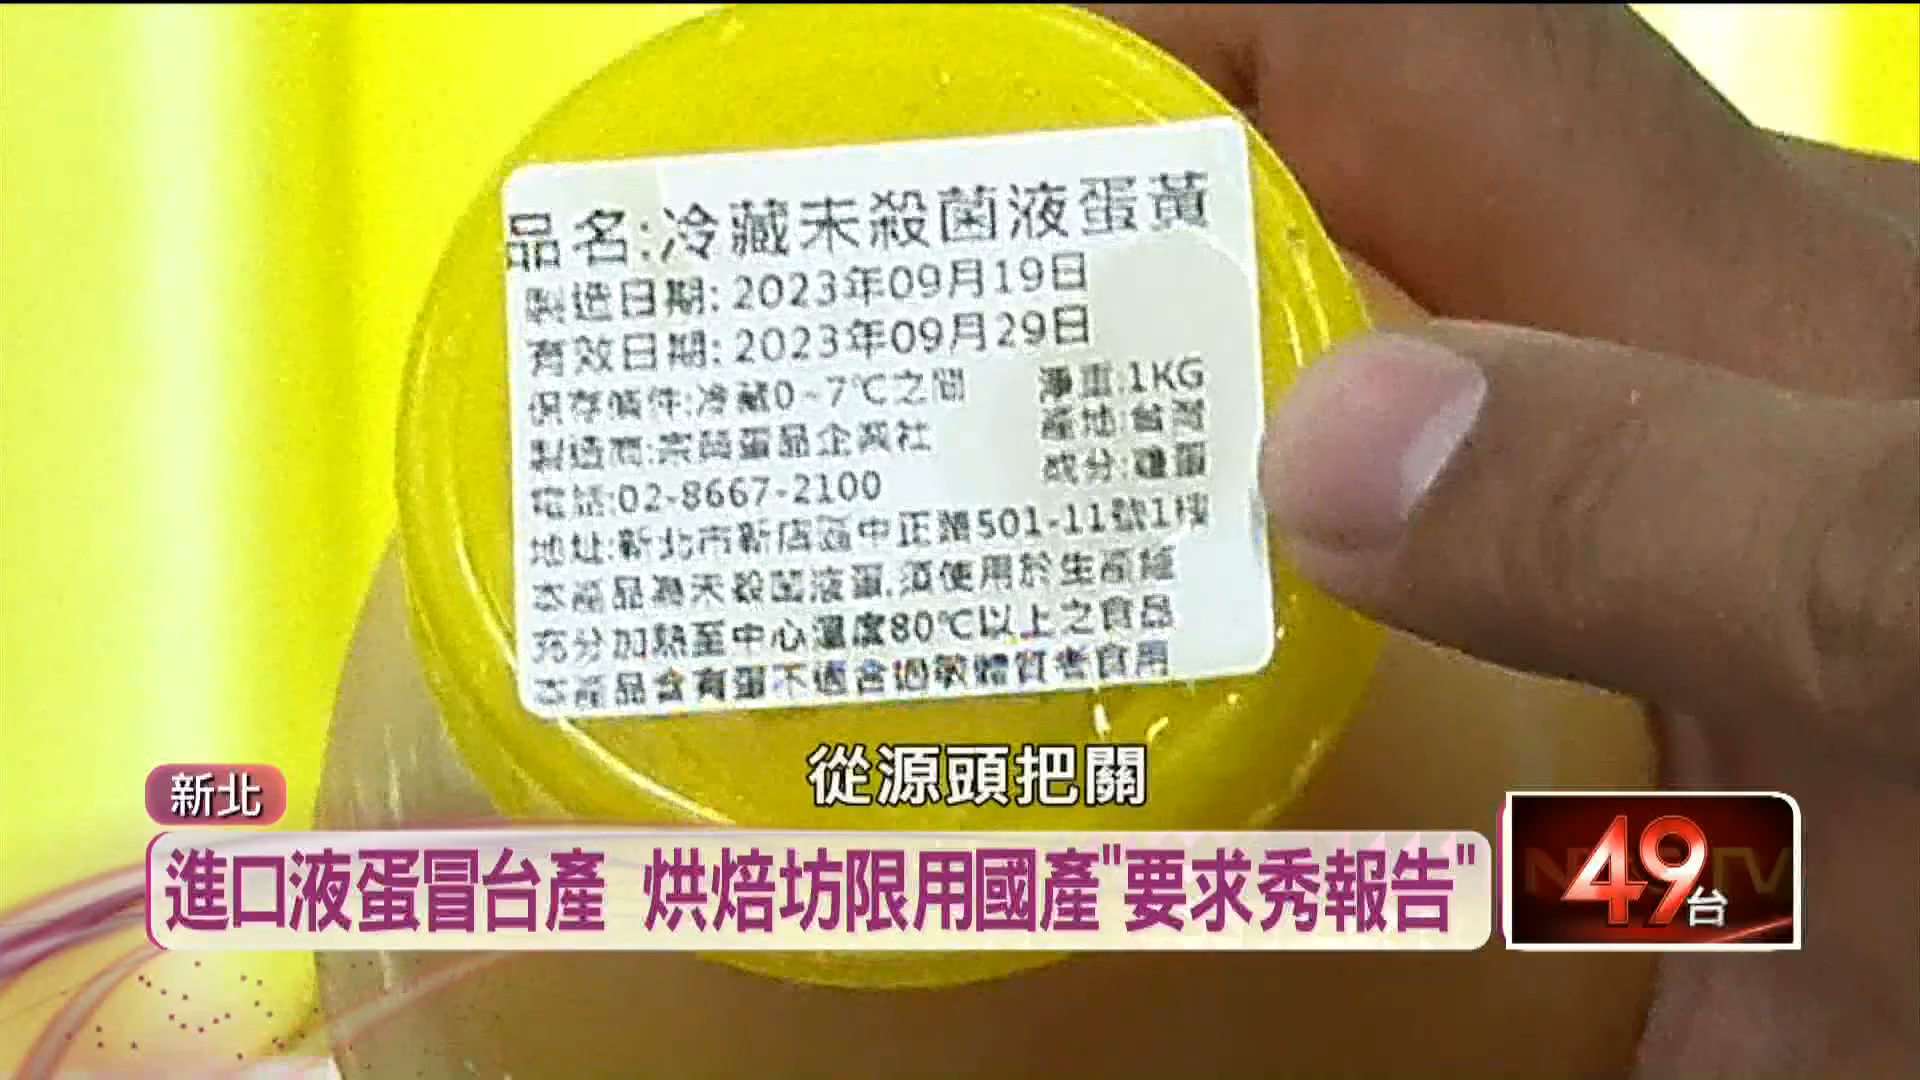 品名:冷藏未殺菌液蛋黃
製造日期:2023年09月19日
有效日期:2023年09月29日
保存條件:冷藏0~7℃之間
淨重:1KG
製造商:宗
蛋品企業社
產地:台灣
電話:02-8667-2100
成分:雞蛋
地址:新北市新店區中正路501-11號1樓
本產品為未殺菌液蛋,須使用於生產經
充分加熱至中心溫度80℃以上之食品
本產品含有蛋不適合過敏體質者食用
從源頭把關
新北
進口液蛋冒台產 烘焙坊限用國產"要求秀報告"
49台